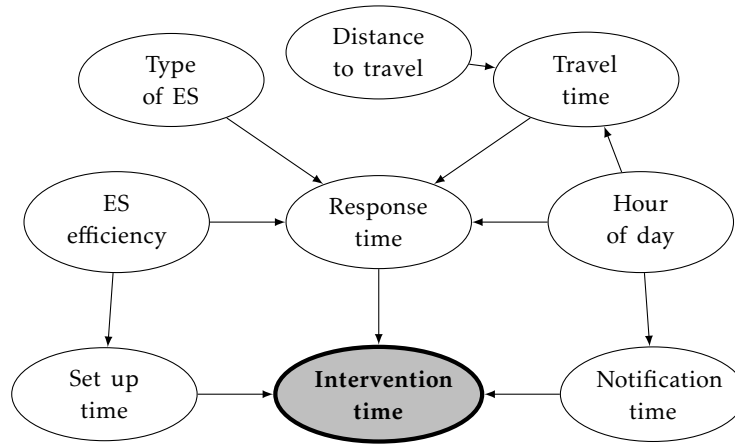 Distance
to travel
Type
of ES
Travel
time
ES
efficiency
Response
time
Hour
of day
Set up
time
Intervention
time
Notification
time